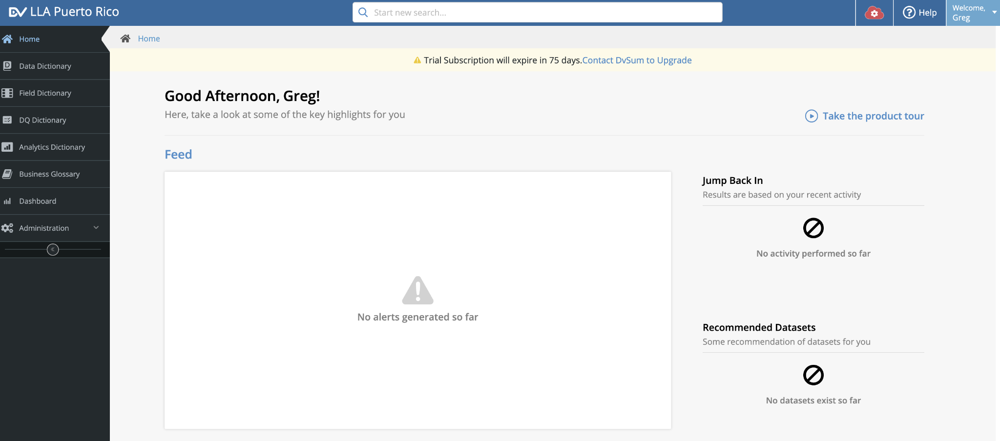 DV LLA Puerto Rico
Start new search...
Help
Welcome,
Greg
Home
Data Dictionary
Field Dictionary
DQ Dictionary
Analytics Dictionary
Business Glossary
Dashboard
Administration
Home
Trial Subscription will expire in 75 days.Contact DvSum to Upgrade
Good Afternoon, Greg!
Here, take a look at some of the key highlights for you
Take the product tour
Feed
No alerts generated so far
Jump Back In
Results are based on your recent activity
No activity performed so far
Recommended Datasets
Some recommendation of datasets for you
No datasets exist so far